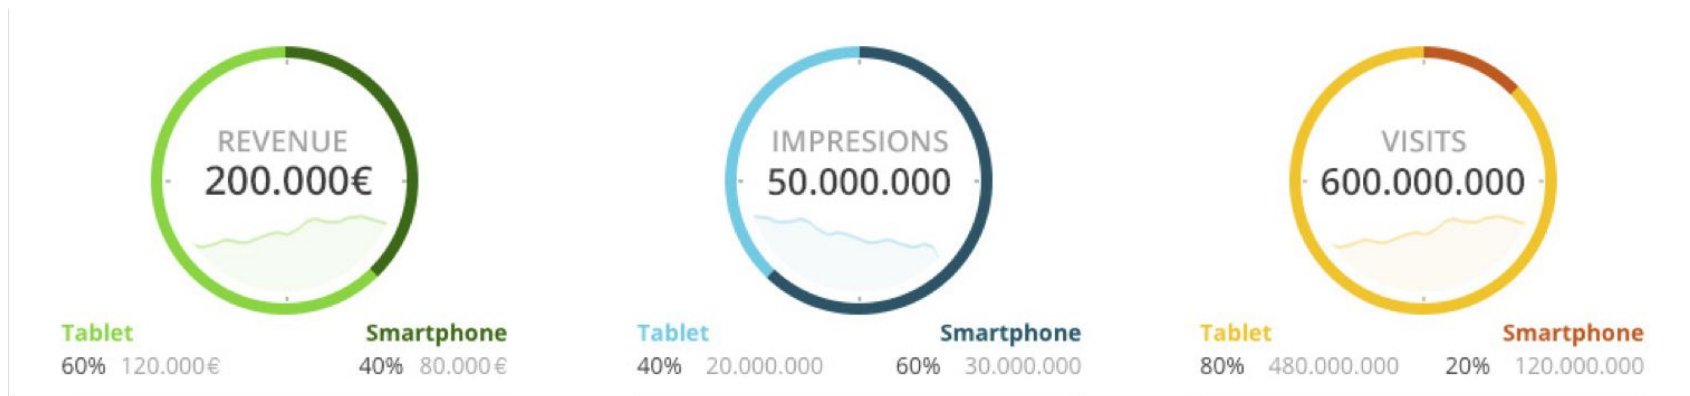 REVENUE
200.000€
Tablet Smartphone
60% 120.000€ 40% 80.000€
IMPRESIONS
50.000.000
Tablet Smartphone
40% 20.000.000 60% 30.000.000
VISITS
600.000.000
Tablet Smartphone
80% 480.000.000 20% 120.000.000